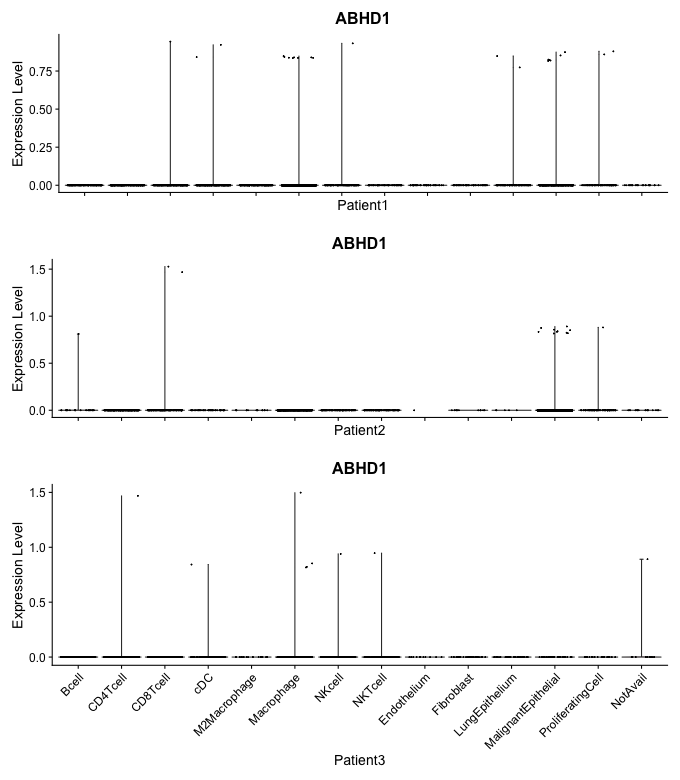 ABHD1
Expression Level
0.75
0.50
0.25
0.00
Patient1
ABHD1
Expression Level
1.5
1.0
0.5
0.0
Patient2
ABHD1
Expression Level
1.5
1.0
0.5
0.0
Bcell
CD4Tcell
CD8Tcell
cDC
M2Macrophage
Macrophage
NKcell
NKTcell
Endothelium
Fibroblast
LungEpithelium
MalignantEpithelial
ProliferatingCell
NotAvail
Patient3